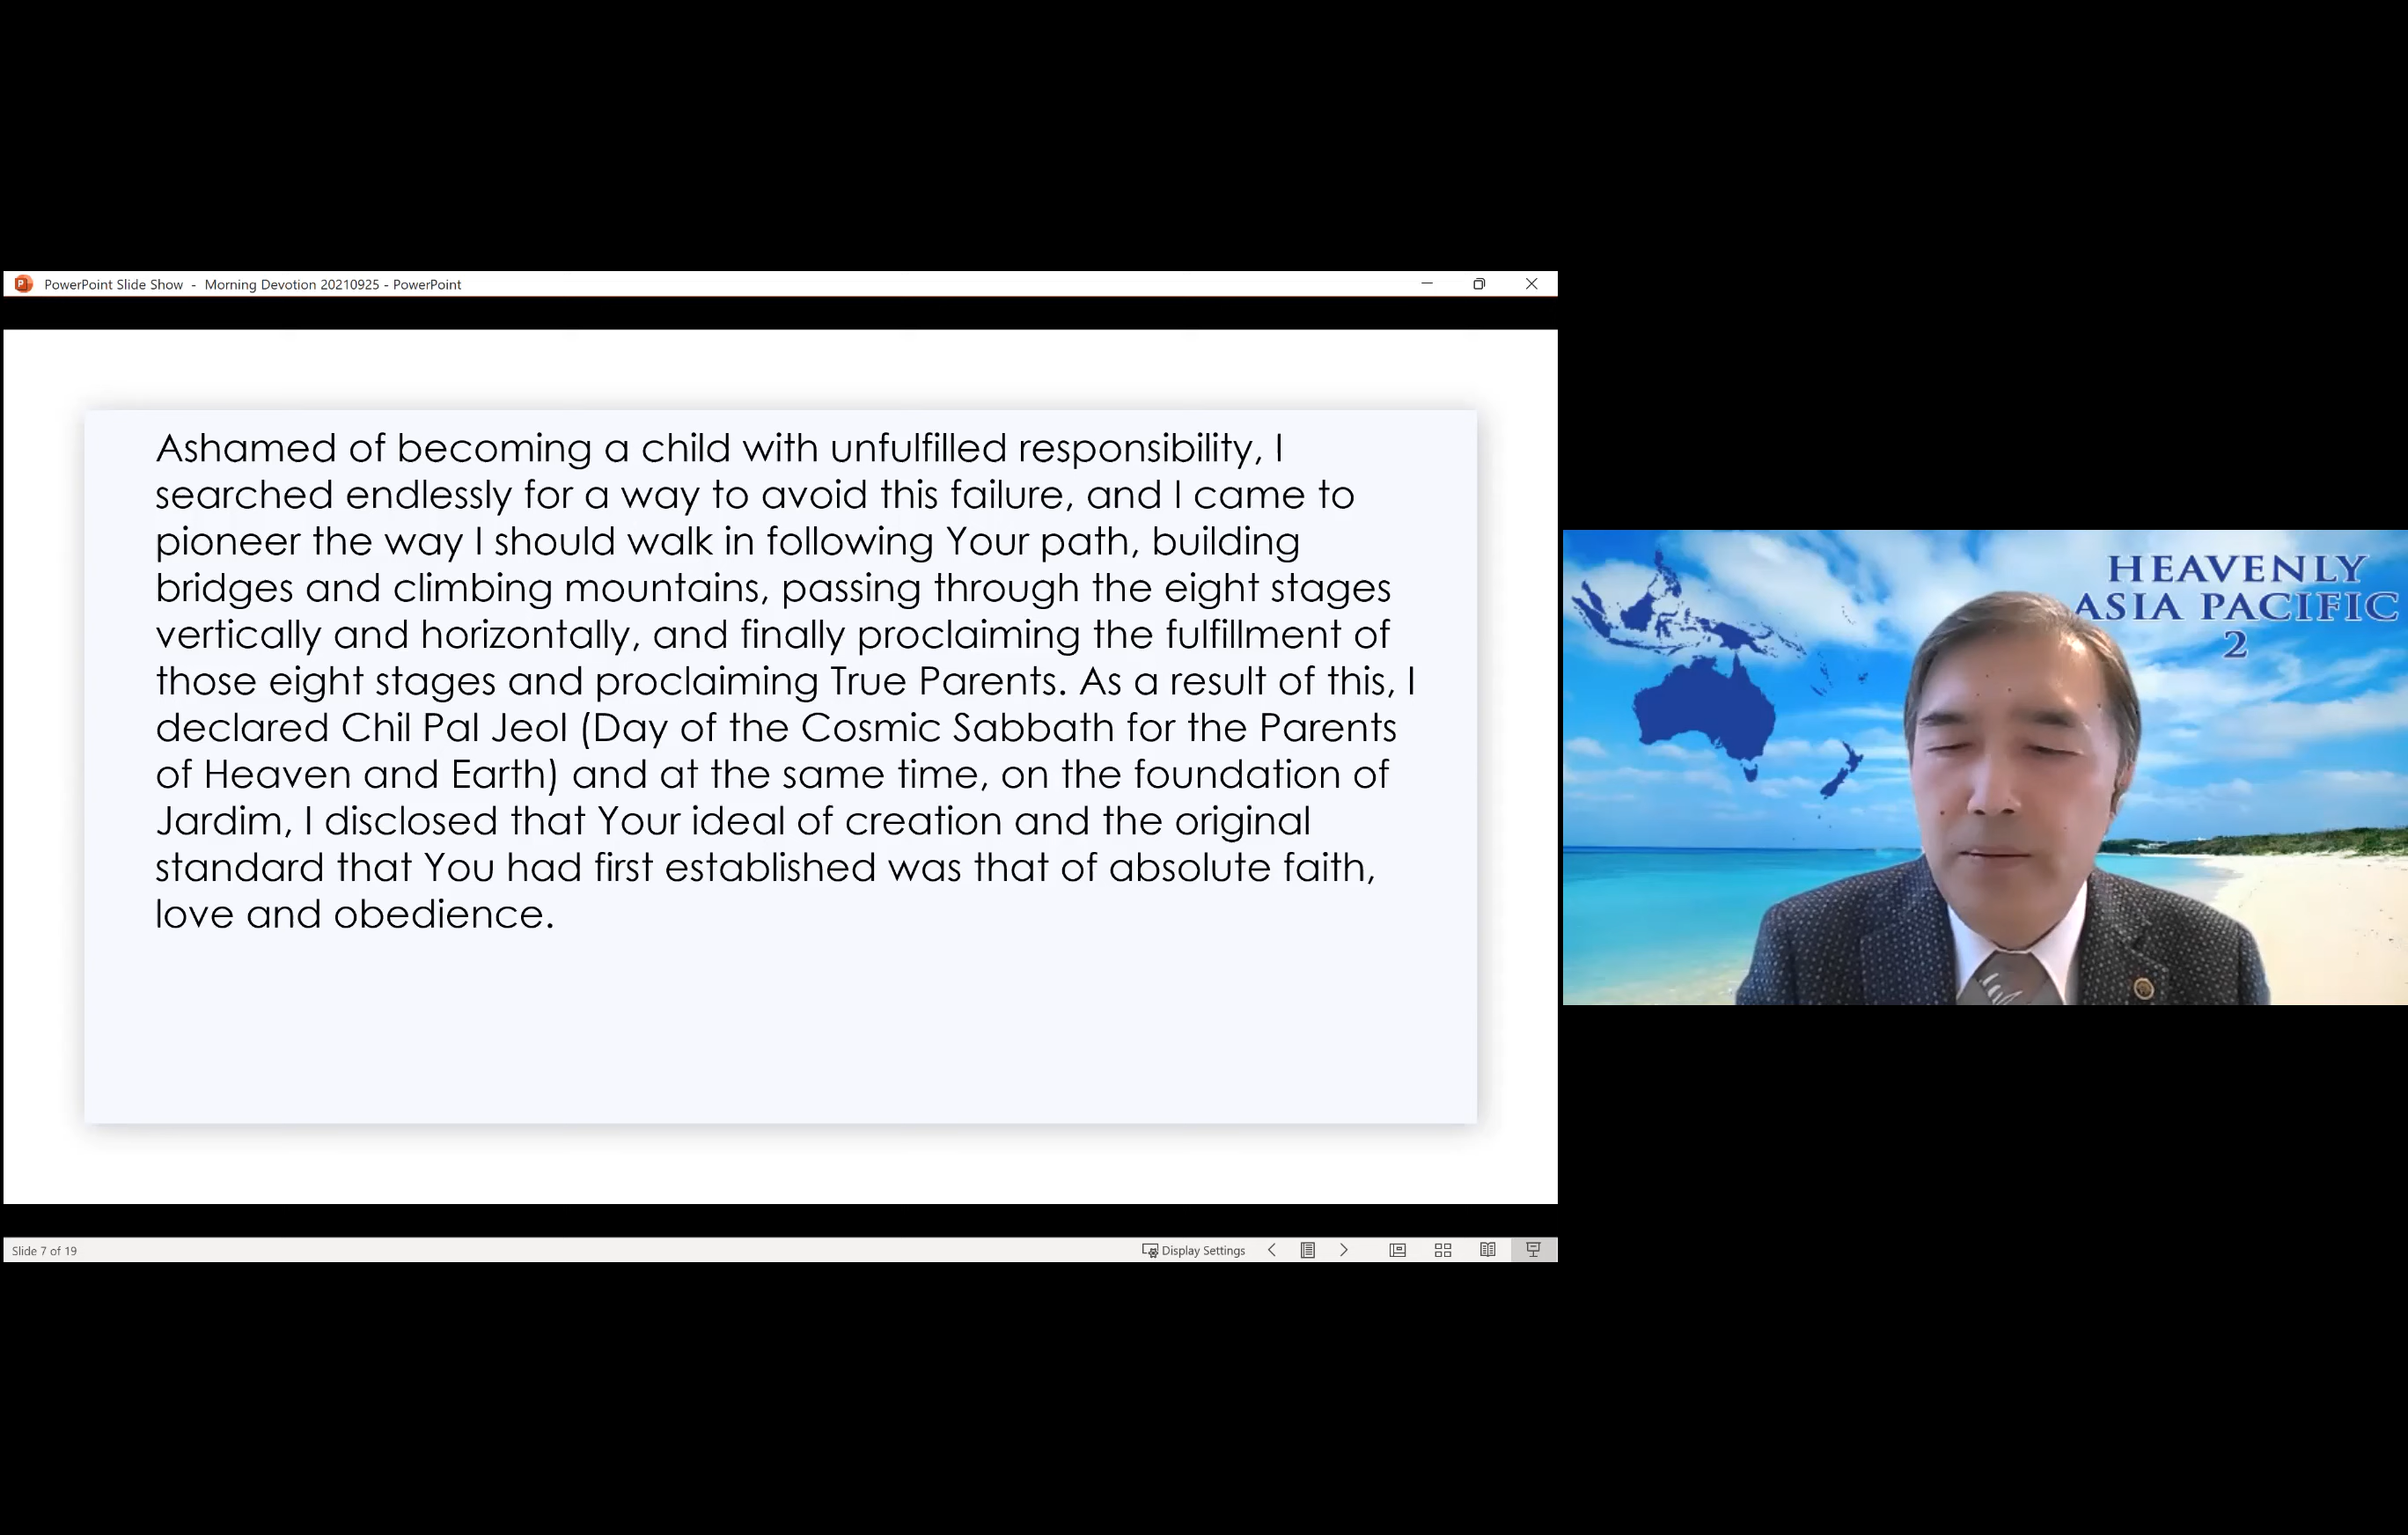 PowerPoint Slide Show - Morning Devotion 20210925 - PowerPoint
Ashamed of becoming a child with unfulfilled responsibility, I
searched endlessly for a way to avoid this failure, and I came to
pioneer the way I should walk in following Your path, building
bridges and climbing mountains, passing through the eight stages
vertically and horizontally, and finally proclaiming the fulfillment of
those eight stages and proclaiming True Parents. As a result of this, I
declared Chil Pal Jeol (Day of the Cosmic Sabbath for the Parents
of Heaven and Earth) and at the same time, on the foundation of
Jardim, I disclosed that Your ideal of creation and the original
standard that You had first established was that of absolute faith,
love and obedience.
HEAVENLY
ASIA PACIFIC
2
Slide 7 of 19
Display Settings